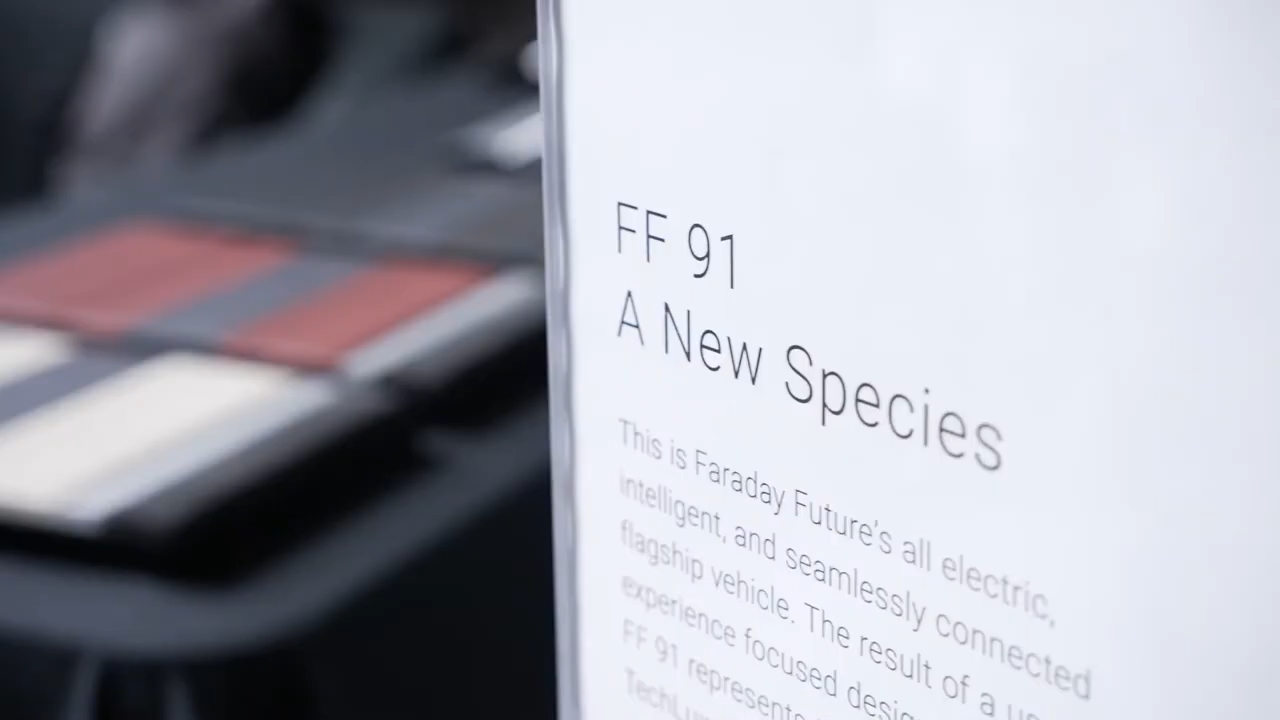 FF 91
A New Species
This is Faraday Future's all electric,
intelligent, and seamlessly connected
flagship vehicle. The result of a
experience focused
FF 91 represents